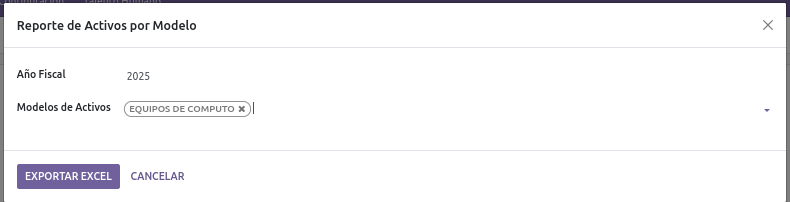 Reporte de Activos por Modelo
Año Fiscal 2025
Modelos de Activos EQUIPOS DE COMPUTO
EXPORTAR EXCEL CANCELAR